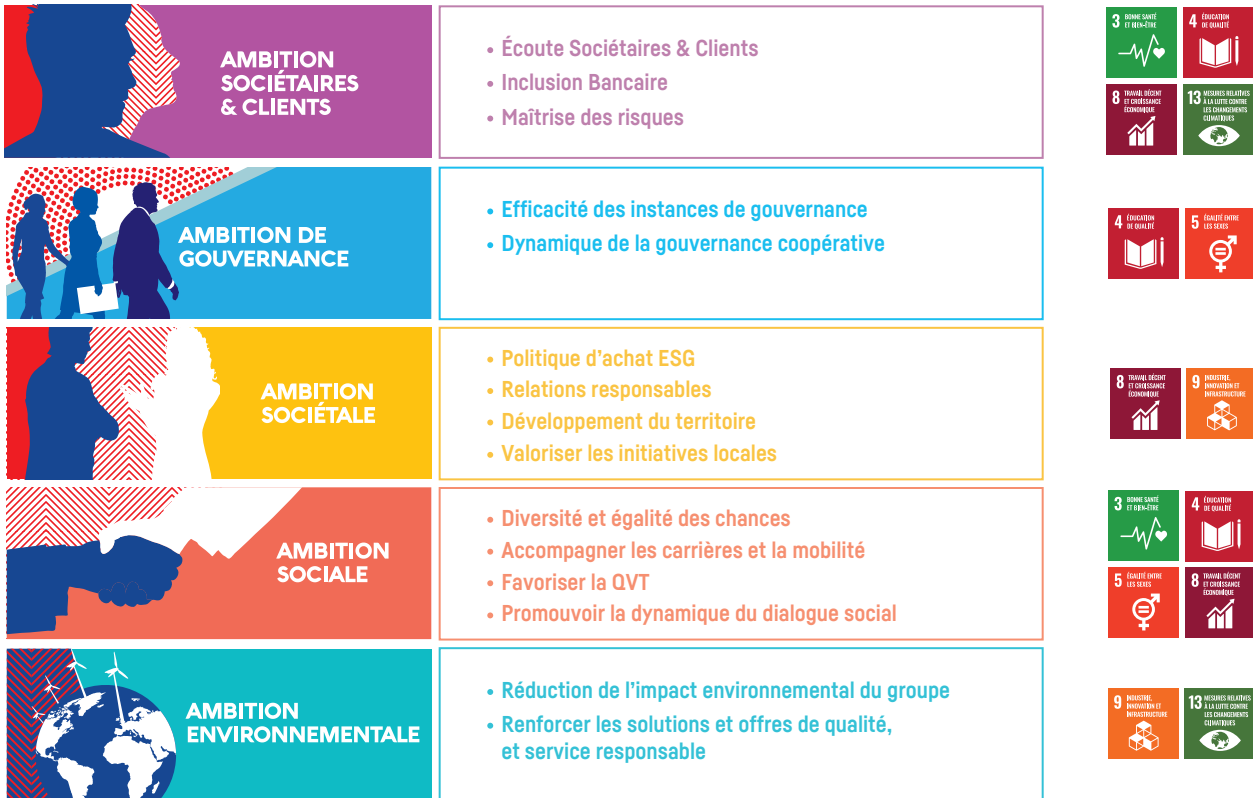 AMBITION
SOCIÉTAIRES
& CLIENTS
• Écoute Sociétaires & Clients
• Inclusion Bancaire
• Maîtrise des risques
3 BONNE SANTÉ
ET BIEN-ÊTRE
4 ÉDUCATION
DE QUALITÉ
8 TRAVAIL DÉCENT
ET CROISSANCE
ÉCONOMIQUE
13 MESURES RELATIVES
À LA LUTTE CONTRE
LES CHANGEMENTS
CLIMATIQUES
AMBITION DE
GOUVERNANCE
• Efficacité des instances de gouvernance
• Dynamique de la gouvernance coopérative
4 ÉDUCATION
DE QUALITÉ
5 ÉGALITÉ ENTRE
LES SEXES
AMBITION
SOCIÉTALE
• Politique d'achat ESG
• Relations responsables
• Développement du territoire
• Valoriser les initiatives locales
8 TRAVAIL DÉCENT
ET CROISSANCE
ÉCONOMIQUE
9 INDUSTRIE,
INNOVATION ET
INFRASTRUCTURE
AMBITION
SOCIALE
• Diversité et égalité des chances
• Accompagner les carrières et la mobilité
• Favoriser la QVT
• Promouvoir la dynamique du dialogue social
3 BONNE SANTÉ
ET BIEN-ÊTRE
4 ÉDUCATION
DE QUALITÉ
5 ÉGALITÉ ENTRE
LES SEXES
8 TRAVAIL DÉCENT
ET CROISSANCE
ÉCONOMIQUE
AMBITION
ENVIRONNEMENTALE
• Réduction de l'impact environnemental du groupe
• Renforcer les solutions et offres de qualité,
et service responsable
9 INDUSTRIE,
INNOVATION ET
INFRASTRUCTURE
13 MESURES RELATIVES
À LA LUTTE CONTRE
LES CHANGEMENTS
CLIMATIQUES